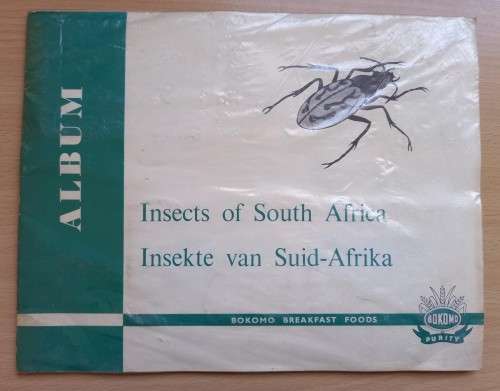 ALBUM
Insects of South Africa
Insekte van Suid-Afrika
BOKOMO BREAKFAST FOODS
BOKOMO
PURITY